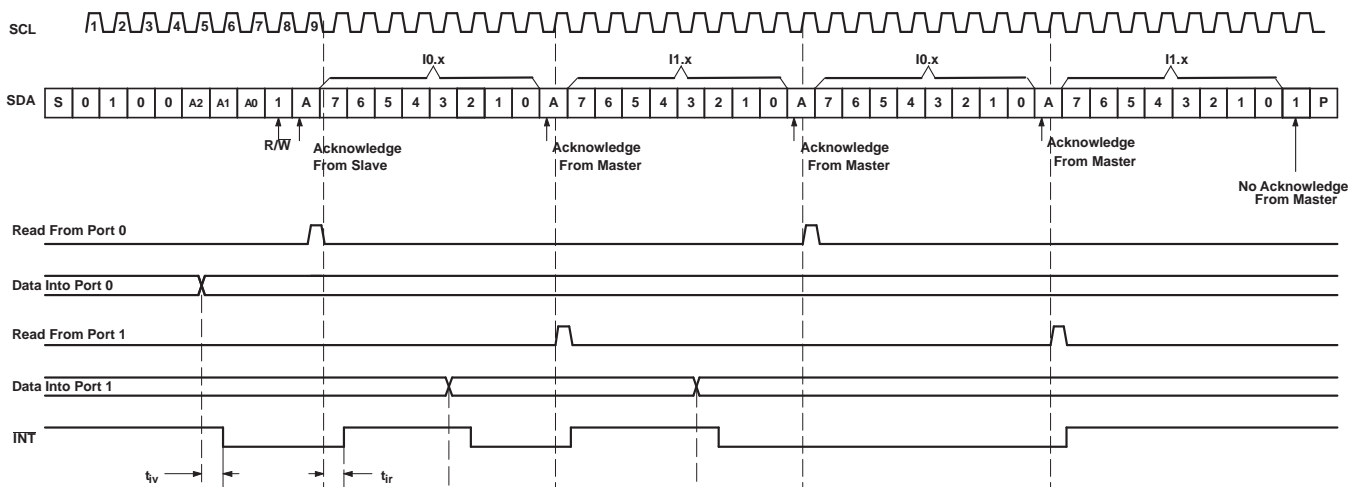 SCL 1 2 3 4 5 6 7 8 9
I0.x I1.x I0.x I1.x
SDA S 0 1 0 0 A2 A1 A0 1 A 7 6 5 4 3 2 1 0 A 7 6 5 4 3 2 1 0 A 7 6 5 4 3 2 1 0 A 7 6 5 4 3 2 1 0 1 P
R/W̅
Acknowledge
From Slave
Acknowledge
From Master
Acknowledge
From Master
Acknowledge
From Master
No Acknowledge
From Master
Read From Port 0
Data Into Port 0
Read From Port 1
Data Into Port 1
I̅N̅T̅
tiv
tir